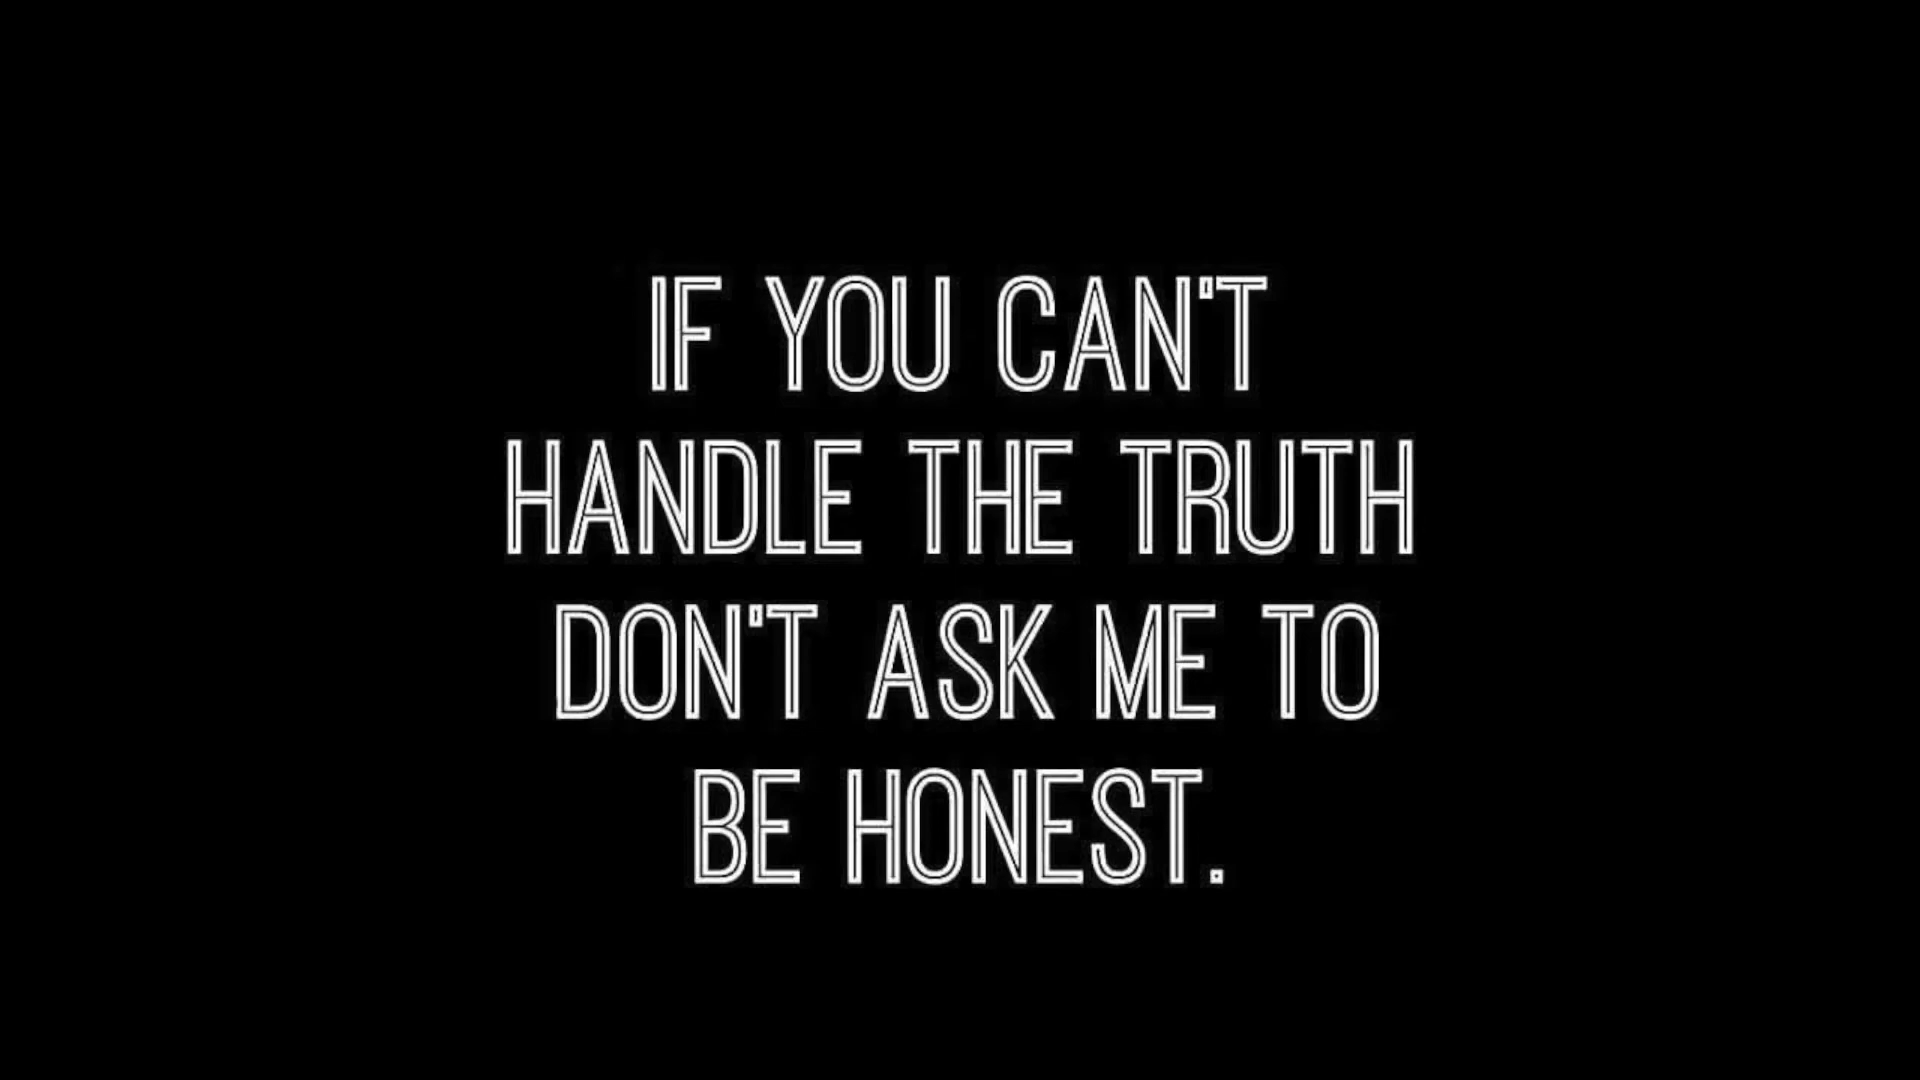 IF YOU CAN'T
HANDLE THE TRUTH
DON'T ASK ME TO
BE HONEST.